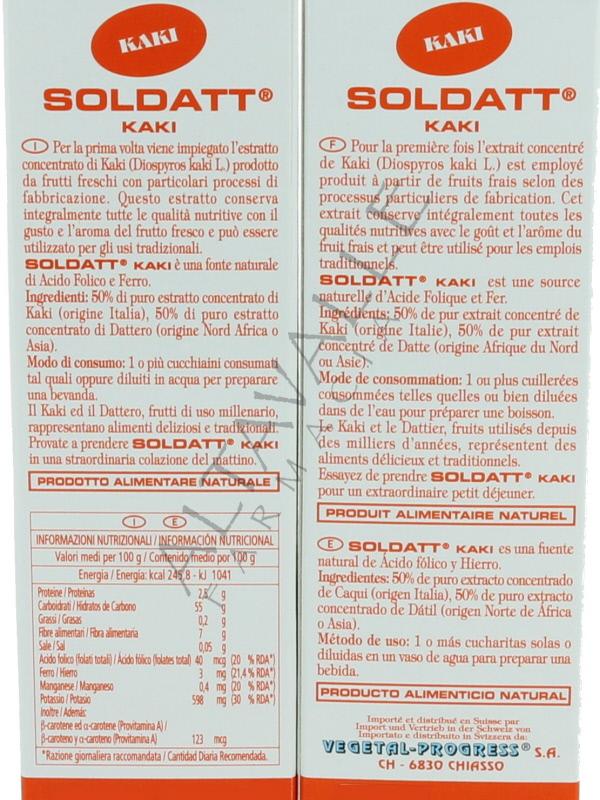 KAKI
SOLDATT®
KAKI
I Per la prima volta viene impiegato l'estratto
concentrato di Kaki (Diospyros kaki L.) prodotto
da frutti freschi con particolari processi di
fabbricazione. Questo estratto conserva
integralmente tutte le qualità nutritive con il
gusto e l'aroma del frutto fresco e può essere
utilizzato per gli usi tradizionali.
SOLDATT® KAKI è una fonte naturale
di Acido Folico e Ferro.
Ingredienti: 50% di puro estratto concentrato di
Kaki (origine Italia), 50% di puro estratto
concentrato di Dattero (origine Nord Africa o
Asia).
Modo di consumo: 1 o più cucchiaini consumati
tal quali oppure diluiti in acqua per preparare
una bevanda.
Il Kaki ed il Dattero, frutti di uso millenario,
rappresentano alimenti deliziosi e tradizionali.
Provate a prendere SOLDATT® KAKI
in una straordinaria colazione del mattino.
PRODOTTO ALIMENTARE NATURALE
I E
INFORMAZIONI NUTRIZIONALI / INFORMACIÓN NUTRICIONAL
Valori medi per 100 g / Contenido medio por 100 g
Energia / Energía: kcal 245,8 - kJ 1041
Proteine / Proteínas 2,5 g
Carboidrati / Hidratos de Carbono 55 g
Grassi / Grasas 0,2 g
Fibre alimentari / Fibra alimentaria 7 g
Sale / Sal 0,05 g
Acido folico (folati totali) / Ácido fólico (folates total) 40 mcg (20 % RDA*)
Ferro / Hierro 3 mg (21,4 % RDA*)
Manganese / Manganeso 0,4 mg (20 % RDA*)
Potassio / Potasio 598 mg (30 % RDA*)
Inoltre / Además:
β-carotene ed α-carotene (Provitamina A) /
β-caroteno y α-caroteno (Provitamina A) 123 mcg
*Razione giornaliera raccomandata / Cantidad Diaria Recomendada.
KAKI
SOLDATT®
KAKI
F Pour la première fois l'extrait concentré
de Kaki (Diospyros kaki L.) est employé
produit à partir de fruits frais selon des
processus particuliers de fabrication. Cet
extrait conserve intégralement toutes les
qualités nutritives avec le goût et l'arôme du
fruit frais et peut être utilisé pour les emplois
traditionnels.
SOLDATT® KAKI est une source
naturelle d'Acide Folique et Fer.
Ingrédients: 50% de pur extrait concentré de
Kaki (origine Italie), 50% de pur extrait
concentré de Datte (origine Afrique du Nord
ou Asie).
Mode de consommation: 1 ou plus cuillerées
consommées telles quelles ou bien diluées
dans de l'eau pour préparer une boisson.
Le Kaki et le Dattier, fruits utilisés depuis
des milliers d'années, représentent des
aliments délicieux et traditionnels.
Essayez de prendre SOLDATT® KAKI
pour un extraordinaire petit déjeuner.
PRODUIT ALIMENTAIRE NATUREL
E SOLDATT® KAKI es una fuente
natural de Ácido fólico y Hierro.
Ingredientes: 50% de puro extracto concentrado
de Caqui (origen Italia), 50% de puro extracto
concentrado de Dátil (origen Norte de África
o Asia).
Método de uso: 1 o más cucharitas solas o
diluidas en un vaso de agua para preparar una
bebida.
PRODUCTO ALIMENTICIO NATURAL
Importé et distribué en Suisse par
Import und Vertrieb in der Schweiz von
Importato e distribuito in Svizzera da:
VEGETAL-PROGRESS® S.A.
CH - 6830 CHIASSO
ALTAVALLE
FARMACIE